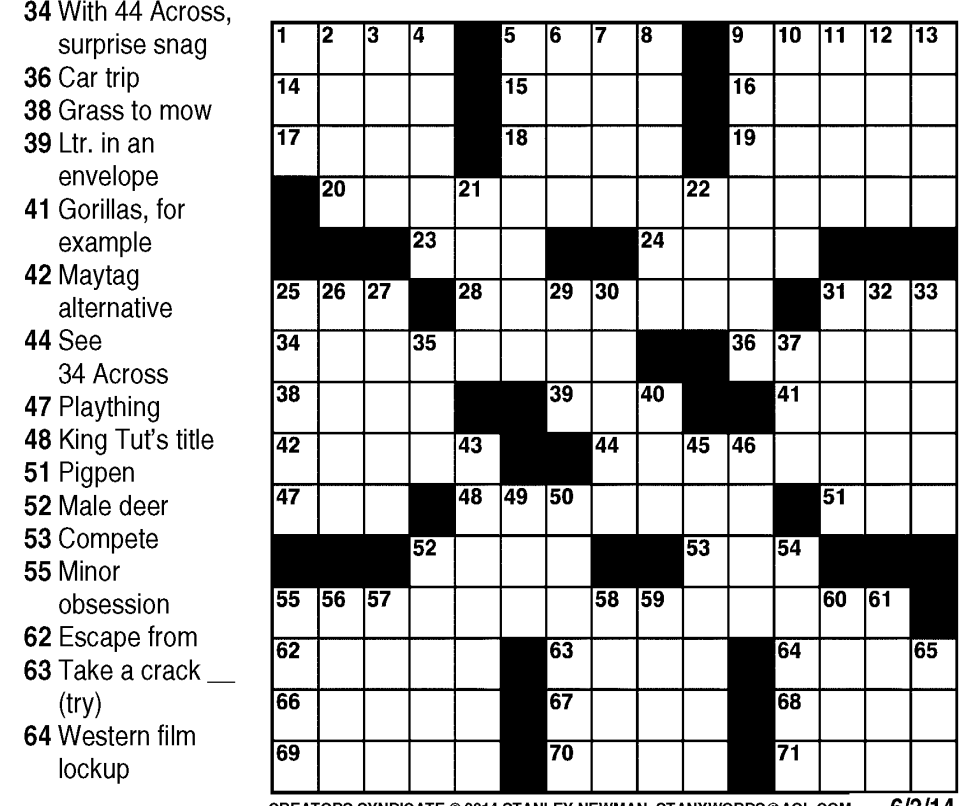 34 With 44 Across,
surprise snag
36 Car trip
38 Grass to mow
39 Ltr. in an
envelope
41 Gorillas, for
example
42 Maytag
alternative
44 See
34 Across
47 Plaything
48 King Tut's title
51 Pigpen
52 Male deer
53 Compete
55 Minor
obsession
62 Escape from
63 Take a crack __
(try)
64 Western film
lockup
1 2 3 4 5 6 7 8 9 10 11 12 13
14 15 16
17 18 19
20 21 22
23 24
25 26 27 28 29 30 31 32 33
34 35 36 37
38 39 40 41
42 43 44 45 46
47 48 49 50 51
52 53 54
55 56 57 58 59 60 61
62 63 64 65
66 67 68
69 70 71
CREATORS SYNDICATE © 2014 STANLEY NEWMAN STANXWORDS@AOL.COM 6/3/14